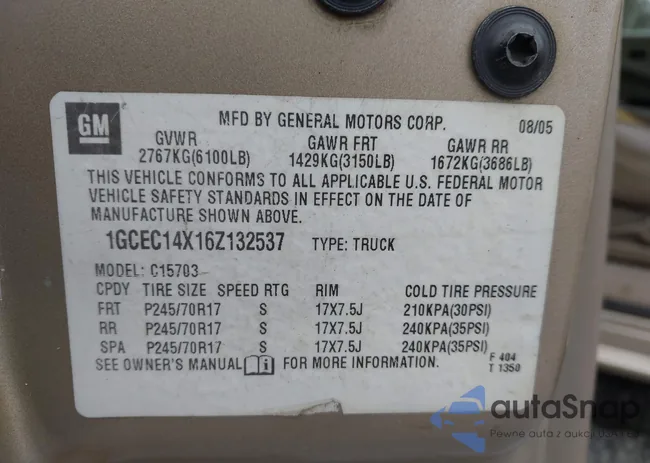 GM
MFD BY GENERAL MOTORS CORP. 08/05
GVWR GAWR FRT GAWR RR
2767KG(6100LB) 1429KG(3150LB) 1672KG(3686LB)
THIS VEHICLE CONFORMS TO ALL APPLICABLE U.S. FEDERAL MOTOR
VEHICLE SAFETY STANDARDS IN EFFECT ON THE DATE OF
MANUFACTURE SHOWN ABOVE.
1GCEC14X16Z132537 TYPE: TRUCK
MODEL: C15703
CPDY TIRE SIZE SPEED RTG RIM COLD TIRE PRESSURE
FRT P245/70R17 S 17X7.5J 210KPA(30PSI)
RR P245/70R17 S 17X7.5J 240KPA(35PSI)
SPA P245/70R17 S 17X7.5J 240KPA(35PSI)
SEE OWNER'S MANUAL i FOR MORE INFORMATION.
F 404
T 1350
autaSnap
Pewne auta z aukcji USA i